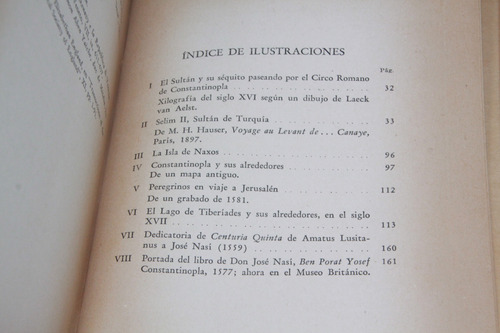 ÍNDICE DE ILUSTRACIONES
Pág.
I El Sultán y su séquito paseando por el Circo Romano
de Constantinopla 32
Xilografía del siglo XVI según un dibujo de Laeck
van Aelst.
II Selim II, Sultán de Turquía 33
De M. H. Hauser, Voyage au Levant de... Canaye,
Paris, 1897.
III La Isla de Naxos 96
IV Constantinopla y sus alrededores 97
De un mapa antiguo.
V Peregrinos en viaje a Jerusalén 112
De un grabado de 1581.
VI El Lago de Tiberíades y sus alrededores, en el siglo
XVII 113
VII Dedicatoria de Centuria Quinta de Amatus Lusita-
nus a José Nasí (1559) 160
VIII Portada del libro de Don José Nasí, Ben Porat Yosef 161
Constantinopla, 1577; ahora en el Museo Británico.